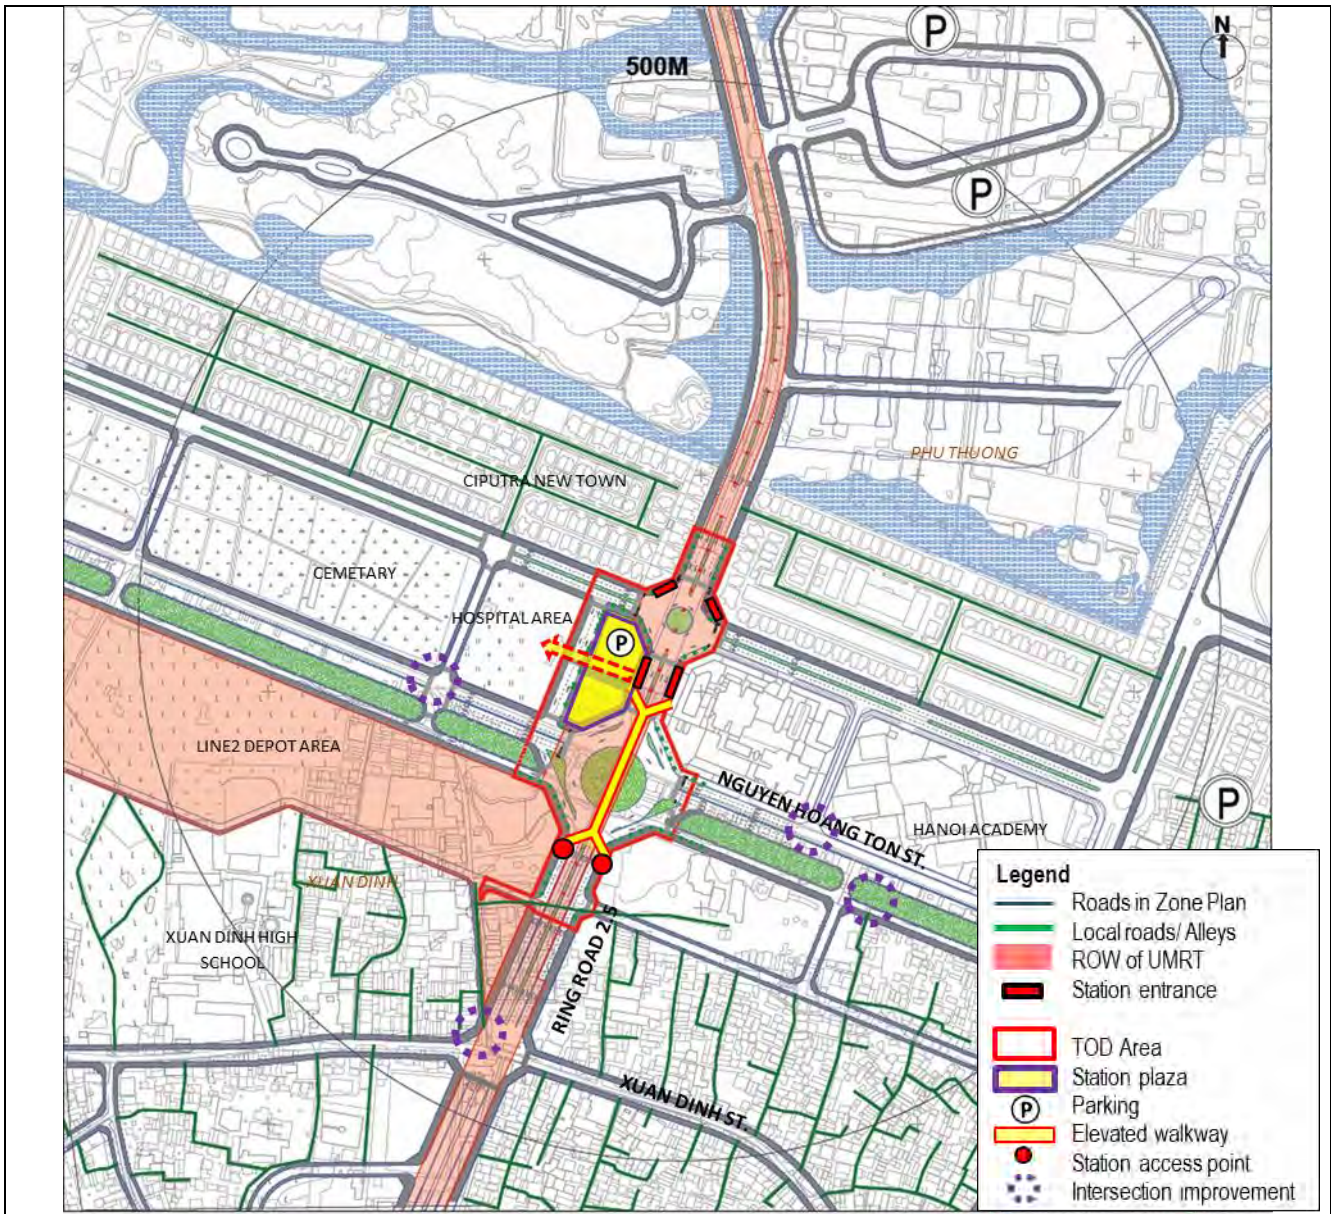 P
N
500M
P
PHU THUONG
CIPUTRA NEW TOWN
CEMETARY
HOSPITAL AREA
P
LINE2 DEPOT AREA
NGUYEN HOANG TON ST.
P
HANOI ACADEMY
XUAN DINH
XUAN DINH HIGH
SCHOOL
RING ROAD 2.5
XUAN DINH ST.
Legend
Roads in Zone Plan
Local roads/ Alleys
ROW of UMRT
Station entrance
TOD Area
Station plaza
P Parking
Elevated walkway
Station access point
Intersection improvement